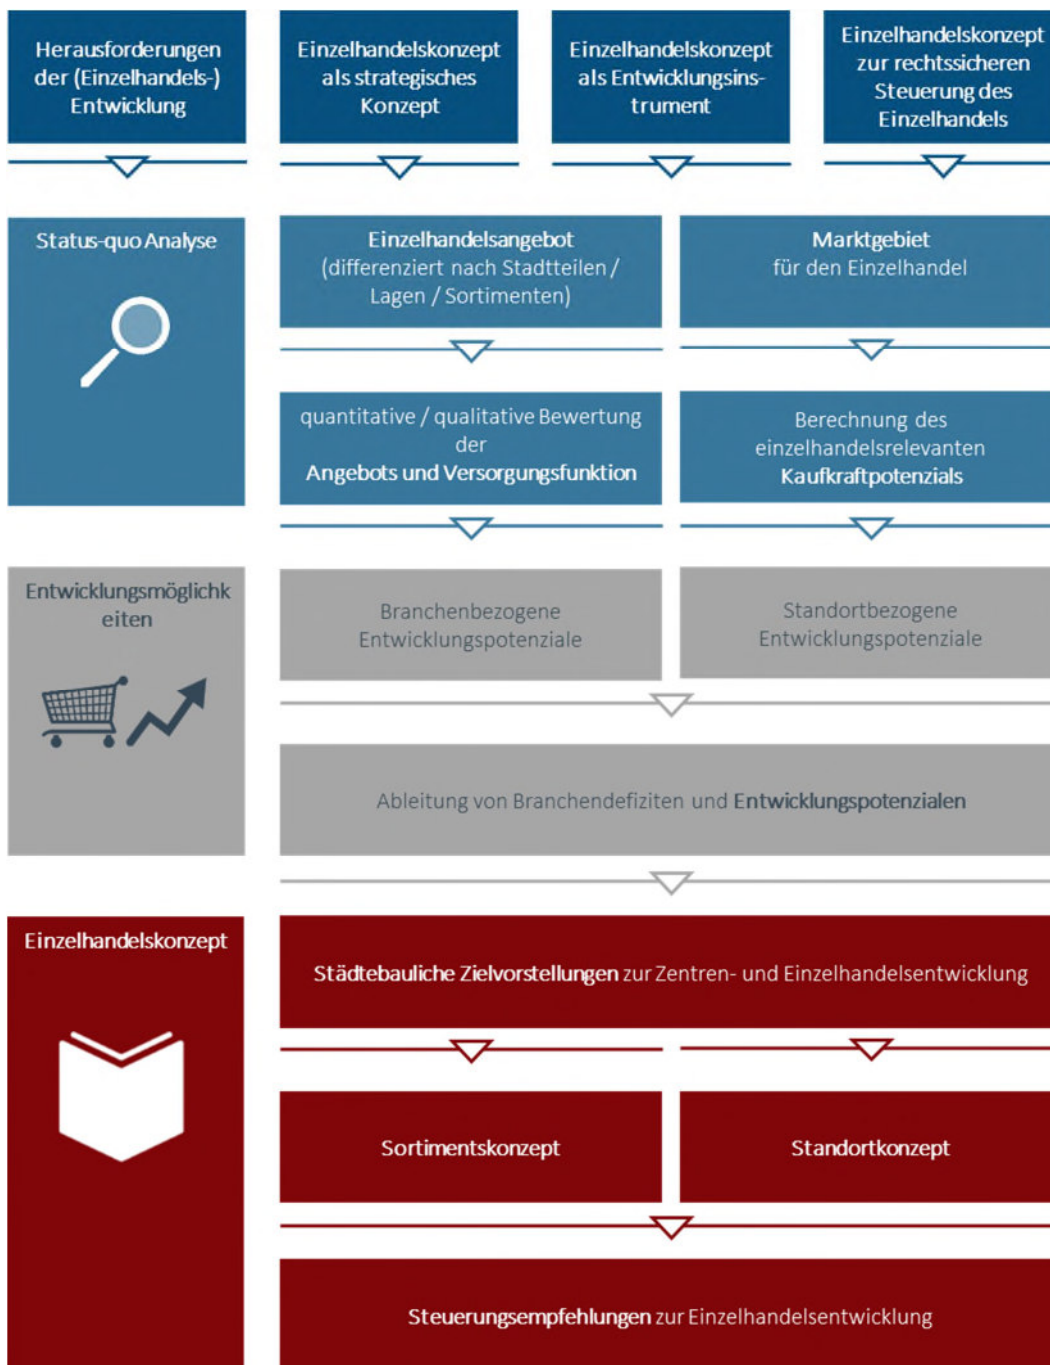 Herausforderungen
der (Einzelhandels-)
Entwicklung
Einzelhandelskonzept
als strategisches
Konzept
Einzelhandelskonzept
als Entwicklungsins-
trument
Einzelhandelskonzept
zur rechtssicheren
Steuerung des
Einzelhandels
Status-quo Analyse
Einzelhandelsangebot
(differenziert nach Stadtteilen /
Lagen / Sortimenten)
Marktgebiet
für den Einzelhandel
quantitative / qualitative Bewertung
der
Angebots und Versorgungsfunktion
Berechnung des
einzelhandelsrelevanten
Kaufkraftpotenzials
Entwicklungsmöglichk
eiten
Branchenbezogene
Entwicklungspotenziale
Standortbezogene
Entwicklungspotenziale
Ableitung von Branchendefiziten und Entwicklungspotenzialen
Einzelhandelskonzept
Städtebauliche Zielvorstellungen zur Zentren- und Einzelhandelsentwicklung
Sortimentskonzept
Standortkonzept
Steuerungsempfehlungen zur Einzelhandelsentwicklung